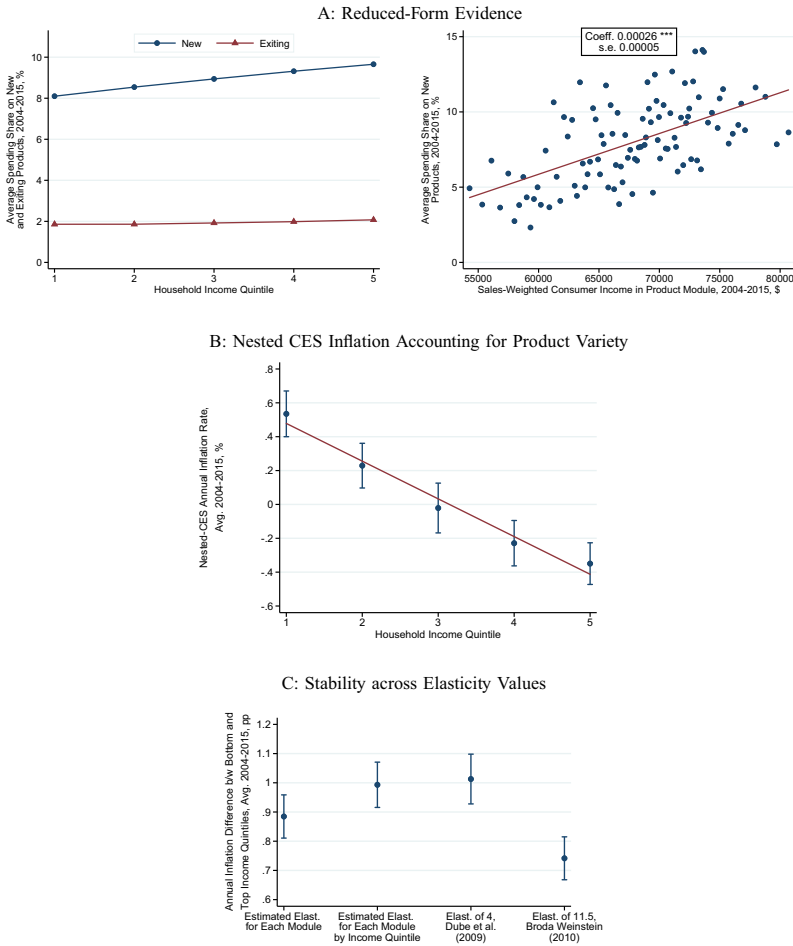 A: Reduced-Form Evidence
New
Exiting
Average Spending Share on New
and Exiting Products, 2004-2015, %
10
8
6
4
2
0
1
2
3
4
5
Household Income Quintile
Coeff. 0.00026 ***
s.e. 0.00005
Average Spending Share on New
Products, 2004-2015, %
15
10
5
0
55000
60000
65000
70000
75000
80000
Sales-Weighted Consumer Income in Product Module, 2004-2015, $
B: Nested CES Inflation Accounting for Product Variety
Nested-CES Annual Inflation Rate,
Avg. 2004-2015, %
.8
.6
.4
.2
0
-.2
-.4
-.6
1
2
3
4
5
Household Income Quintile
C: Stability across Elasticity Values
Annual Inflation Difference b/w Bottom and
Top Income Quintiles, Avg. 2004-2015, pp
1.2
1.1
1
.9
.8
.7
.6
Estimated Elast.
for Each Module
Estimated Elast.
for Each Module
by Income Quintile
Elast. of 4,
Dube et al.
(2009)
Elast. of 11.5,
Broda Weinstein
(2010)